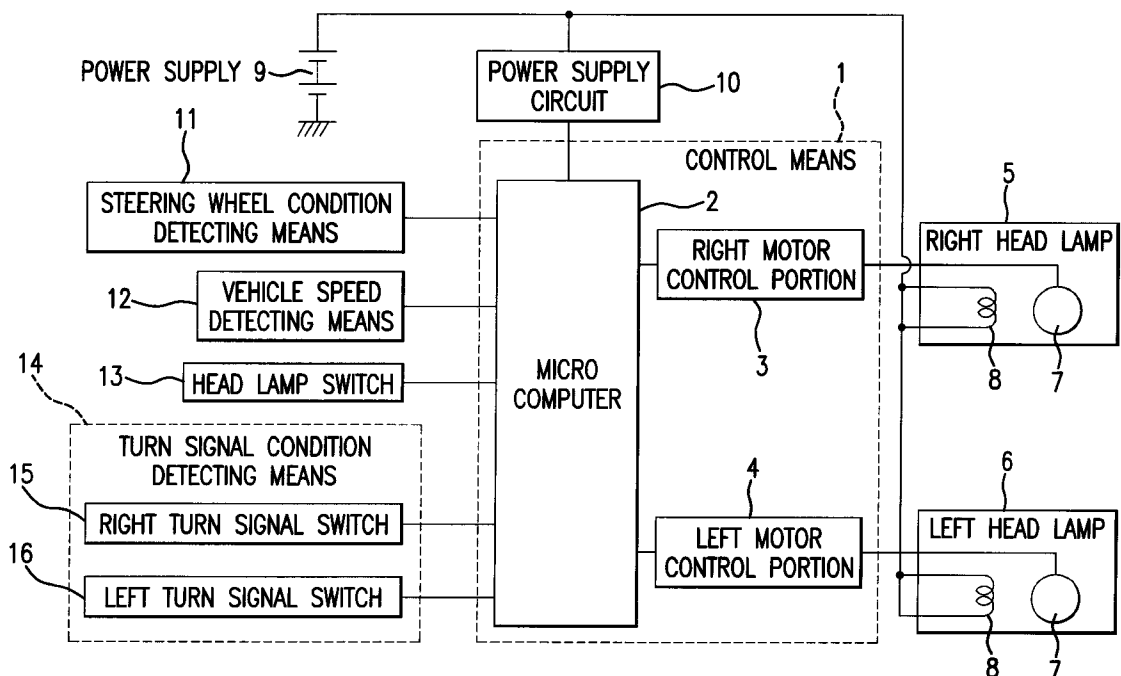 POWER SUPPLY 9
POWER SUPPLY
CIRCUIT
10
1
CONTROL MEANS
11
STEERING WHEEL CONDITION
DETECTING MEANS
2
5
RIGHT HEAD LAMP
RIGHT MOTOR
CONTROL PORTION
3
8
7
12
VEHICLE SPEED
DETECTING MEANS
13
HEAD LAMP SWITCH
MICRO
COMPUTER
14
TURN SIGNAL CONDITION
DETECTING MEANS
15
RIGHT TURN SIGNAL SWITCH
16
LEFT TURN SIGNAL SWITCH
4
LEFT MOTOR
CONTROL PORTION
6
LEFT HEAD LAMP
8
7